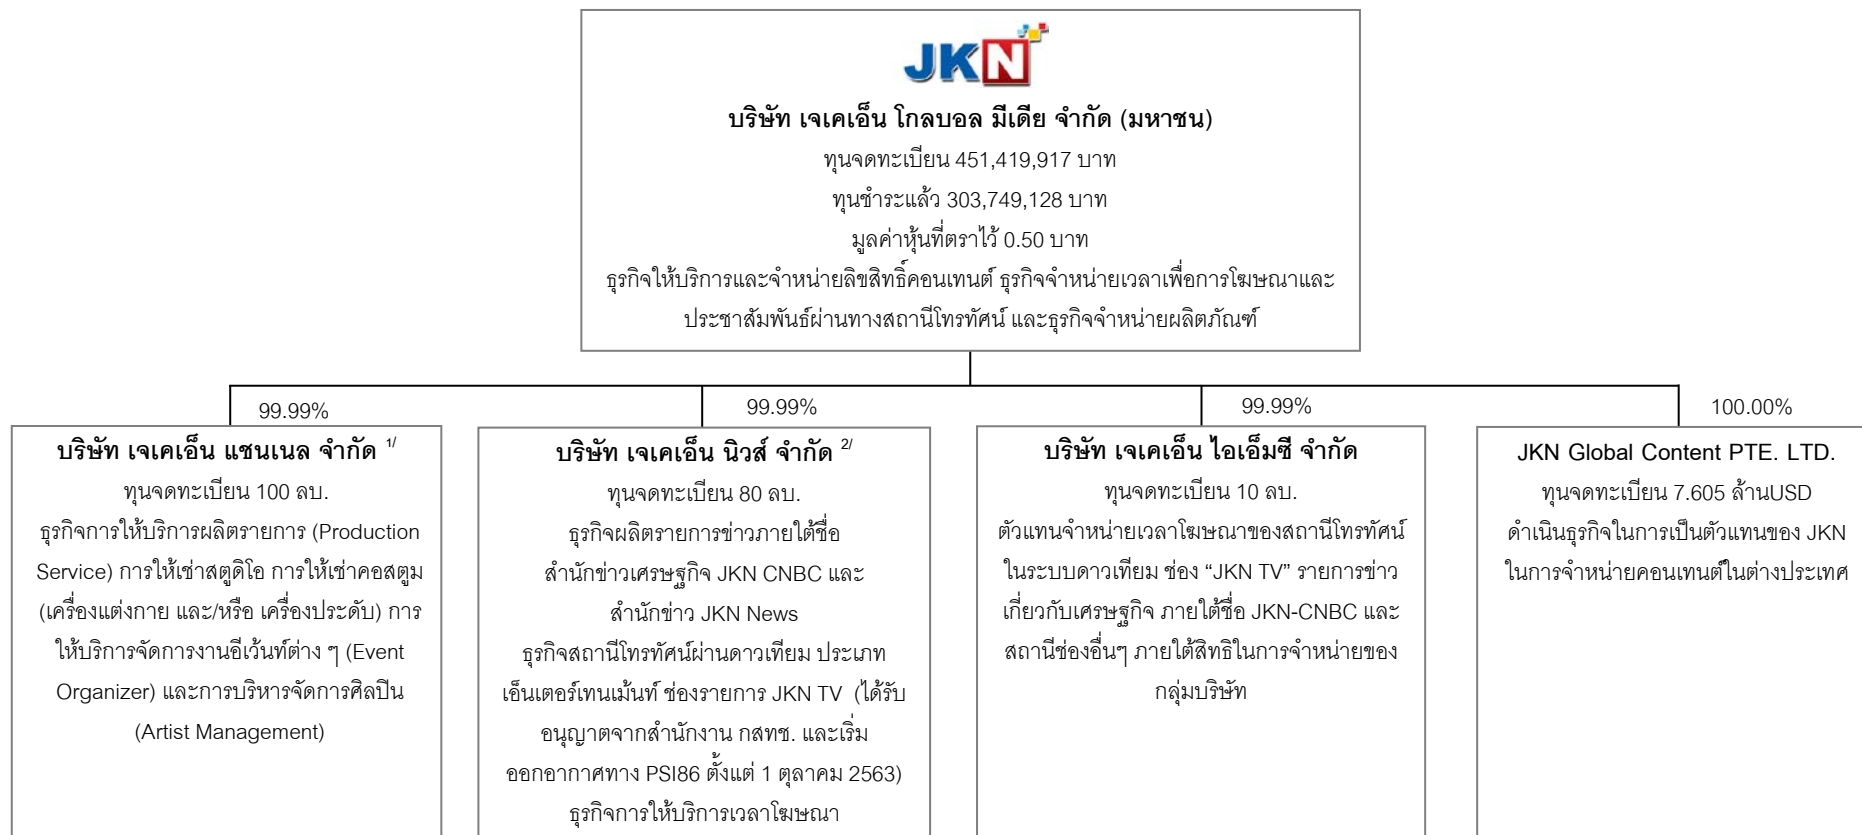 JKN
บริษัท เจเคเอ็น โกลบอล มีเดีย จำกัด (มหาชน)
ทุนจดทะเบียน 451,419,917 บาท
ทุนชำระแล้ว 303,749,128 บาท
มูลค่าหุ้นที่ตราไว้ 0.50 บาท
ธุรกิจให้บริการและจำหน่ายลิขสิทธิ์คอนเทนต์ ธุรกิจจำหน่ายเวลาเพื่อการโฆษณาและ
ประชาสัมพันธ์ผ่านทางสถานีโทรทัศน์ และธุรกิจจำหน่ายผลิตภัณฑ์
99.99%
บริษัท เจเคเอ็น แชนเนล จำกัด 1/
ทุนจดทะเบียน 100 ลบ.
ธุรกิจการให้บริการผลิตรายการ (Production
Service) การให้เช่าสตูดิโอ การให้เช่าคอสตูม
(เครื่องแต่งกาย และ/หรือ เครื่องประดับ) การ
ให้บริการจัดการงานอีเว้นท์ต่าง ๆ (Event
Organizer) และการบริหารจัดการศิลปิน
(Artist Management)
99.99%
บริษัท เจเคเอ็น นิวส์ จำกัด 2/
ทุนจดทะเบียน 80 ลบ.
ธุรกิจผลิตรายการข่าวภายใต้ชื่อ
สำนักข่าวเศรษฐกิจ JKN CNBC และ
สำนักข่าว JKN News
ธุรกิจสถานีโทรทัศน์ผ่านดาวเทียม ประเภท
เอ็นเตอร์เทนเม้นท์ ช่องรายการ JKN TV (ได้รับ
อนุญาตจากสำนักงาน กสทช. และเริ่ม
ออกอากาศทาง PSI86 ตั้งแต่ 1 ตุลาคม 2563)
ธุรกิจการให้บริการเวลาโฆษณา
99.99%
บริษัท เจเคเอ็น ไอเอ็มซี จำกัด
ทุนจดทะเบียน 10 ลบ.
ตัวแทนจำหน่ายเวลาโฆษณาของสถานีโทรทัศน์
ในระบบดาวเทียม ช่อง “JKN TV” รายการข่าว
เกี่ยวกับเศรษฐกิจ ภายใต้ชื่อ JKN-CNBC และ
สถานีช่องอื่นๆ ภายใต้สิทธิในการจำหน่ายของ
กลุ่มบริษัท
100.00%
JKN Global Content PTE. LTD.
ทุนจดทะเบียน 7.605 ล้านUSD
ดำเนินธุรกิจในการเป็นตัวแทนของ JKN
ในการจำหน่ายคอนเทนต์ในต่างประเทศ